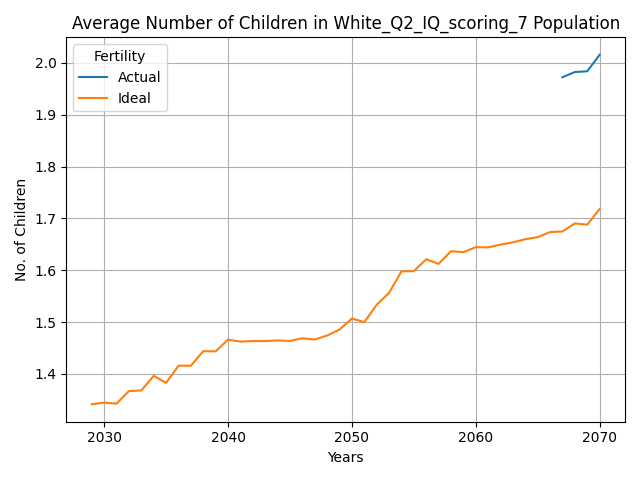 Average Number of Children in White_Q2_IQ_scoring_7 Population
Fertility
Actual
Ideal
No. of Children
2.0
1.9
1.8
1.7
1.6
1.5
1.4
2030
2040
2050
2060
2070
Years